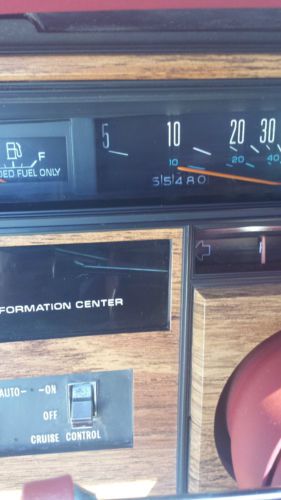 5 10 20 30
F
10 20 40
DED FUEL ONLY
55480
FORMATION CENTER
AUTO- -ON
OFF
CRUISE CONTROL